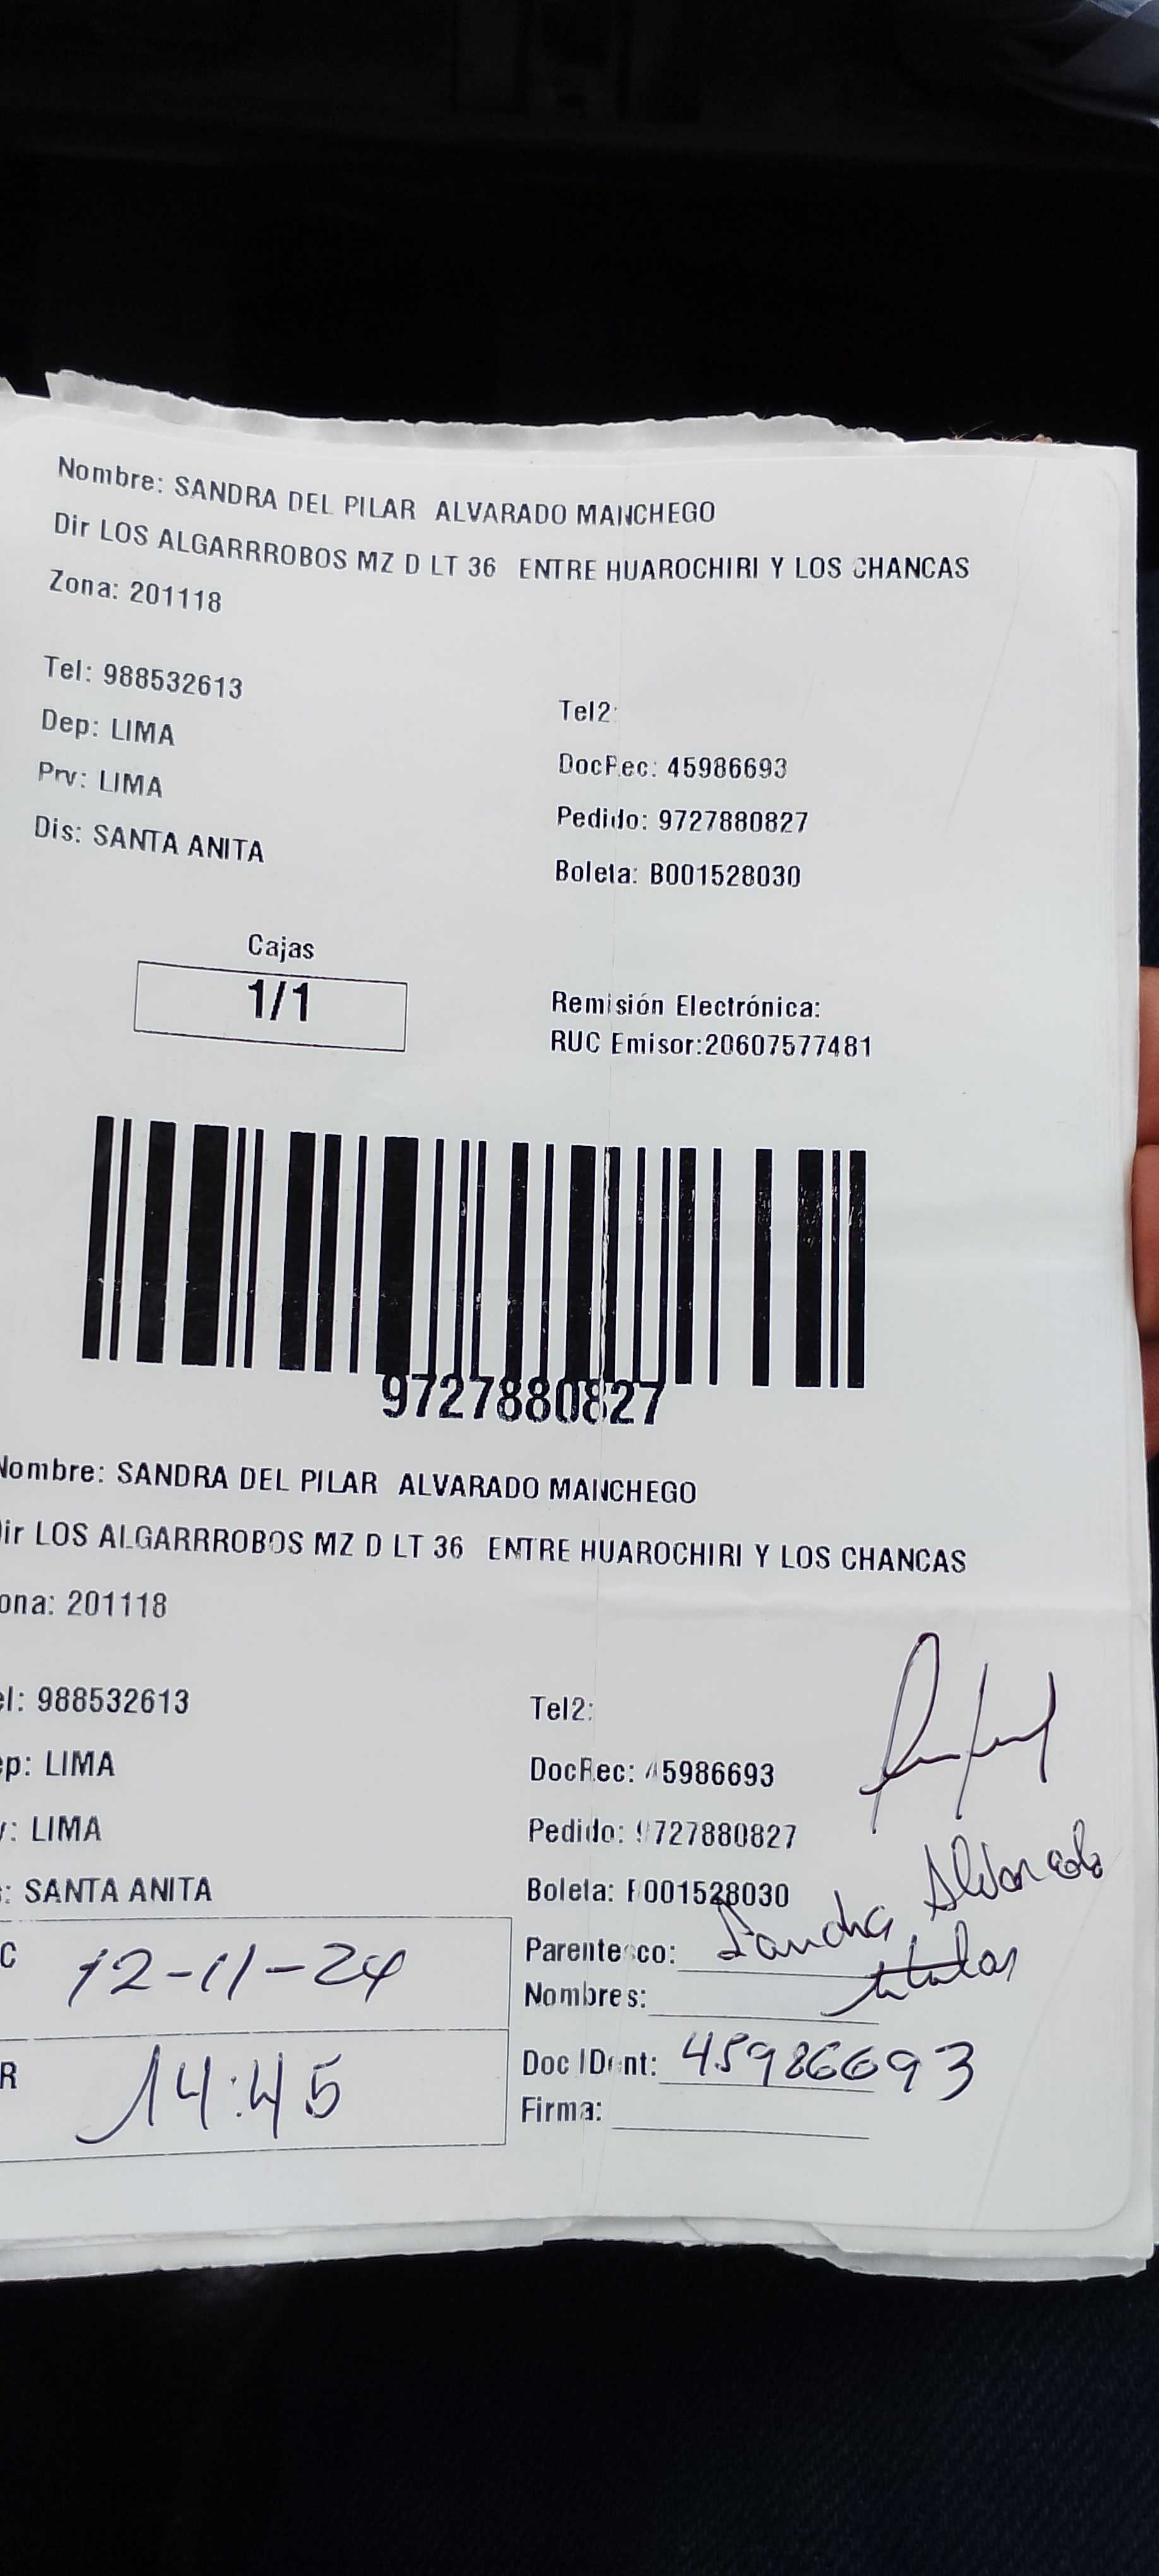 Nombre: SANDRA DEL PILAR ALVARADO MANCHEGO
Dir LOS ALGARRROBOS MZ D LT 36 ENTRE HUAROCHIRI Y LOS CHANCAS
Zona: 201118
Tel: 988532613
Tel2:
Dep: LIMA
DocRec: 45986693
Prv: LIMA
Pedido: 9727880827
Dis: SANTA ANITA
Boleta: B001528030
Cajas
1/1
Remisión Electrónica:
RUC Emisor:20607577481
9727880827
Nombre: SANDRA DEL PILAR ALVARADO MANCHEGO
Dir LOS ALGARRROBOS MZ D LT 36 ENTRE HUAROCHIRI Y LOS CHANCAS
ona: 201118
el: 988532613
Tel2:
ep: LIMA
DocRec: 45986693
v: LIMA
Pedido: 9727880827
s: SANTA ANITA
Boleta: B001528030
C 12-11-24
Parentesco: Sandra Alvarado
Nombres: titular
R 14:45
Doc IDent: 45986693
Firma: